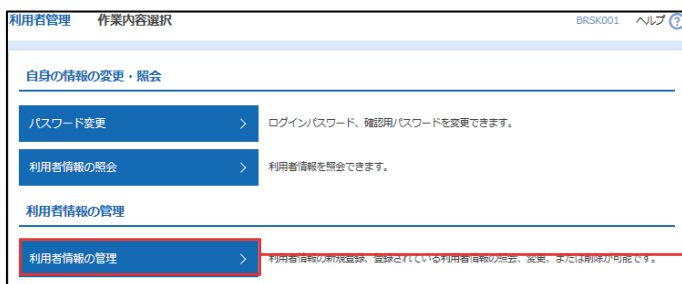 利用者管理 作業内容選択 BRSK001 ヘルプ ?
自身の情報の変更・照会
パスワード変更 > ログインパスワード、確認用パスワードを変更できます。
利用者情報の照会 > 利用者情報を照会できます。
利用者情報の管理
利用者情報の管理 > 利用者情報の新規登録、登録されている利用者情報の照会、変更、または削除が可能です。